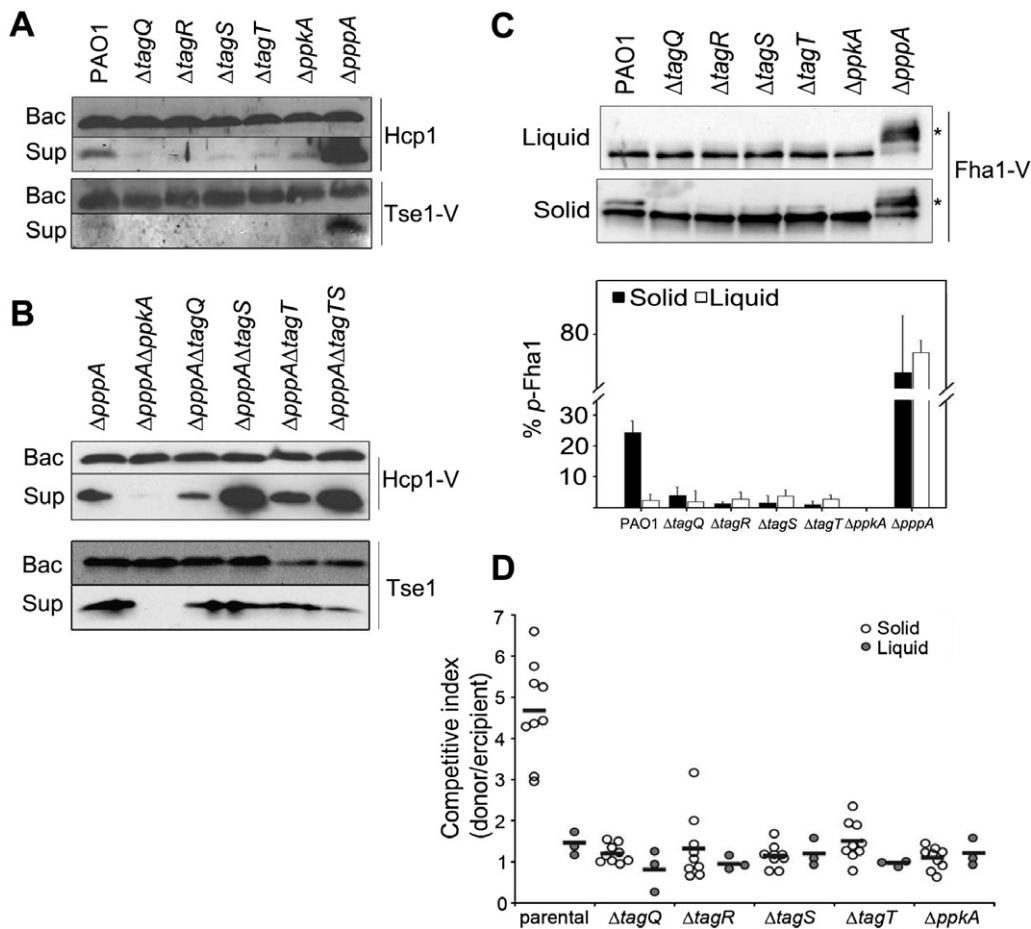 A
PAO1 ΔtagQ ΔtagR ΔtagS ΔtagT ΔppkA ΔpppA
Bac
Sup
Hcp1
Bac
Sup
Tse1-V
B
ΔpppA ΔpppAΔppkA ΔpppAΔtagQ ΔpppAΔtagS ΔpppAΔtagT ΔpppAΔtagTS
Bac
Sup
Hcp1-V
Bac
Sup
Tse1
C
PAO1 ΔtagQ ΔtagR ΔtagS ΔtagT ΔppkA ΔpppA
Liquid *
Solid *
Fha1-V
Solid Liquid
% p-Fha1
80
30
20
10
PAO1 ΔtagQ ΔtagR ΔtagS ΔtagT ΔppkA ΔpppA
D
Solid
Liquid
Competitive index
(donor/ercipient)
7
6
5
4
3
2
1
0
parental ΔtagQ ΔtagR ΔtagS ΔtagT ΔppkA